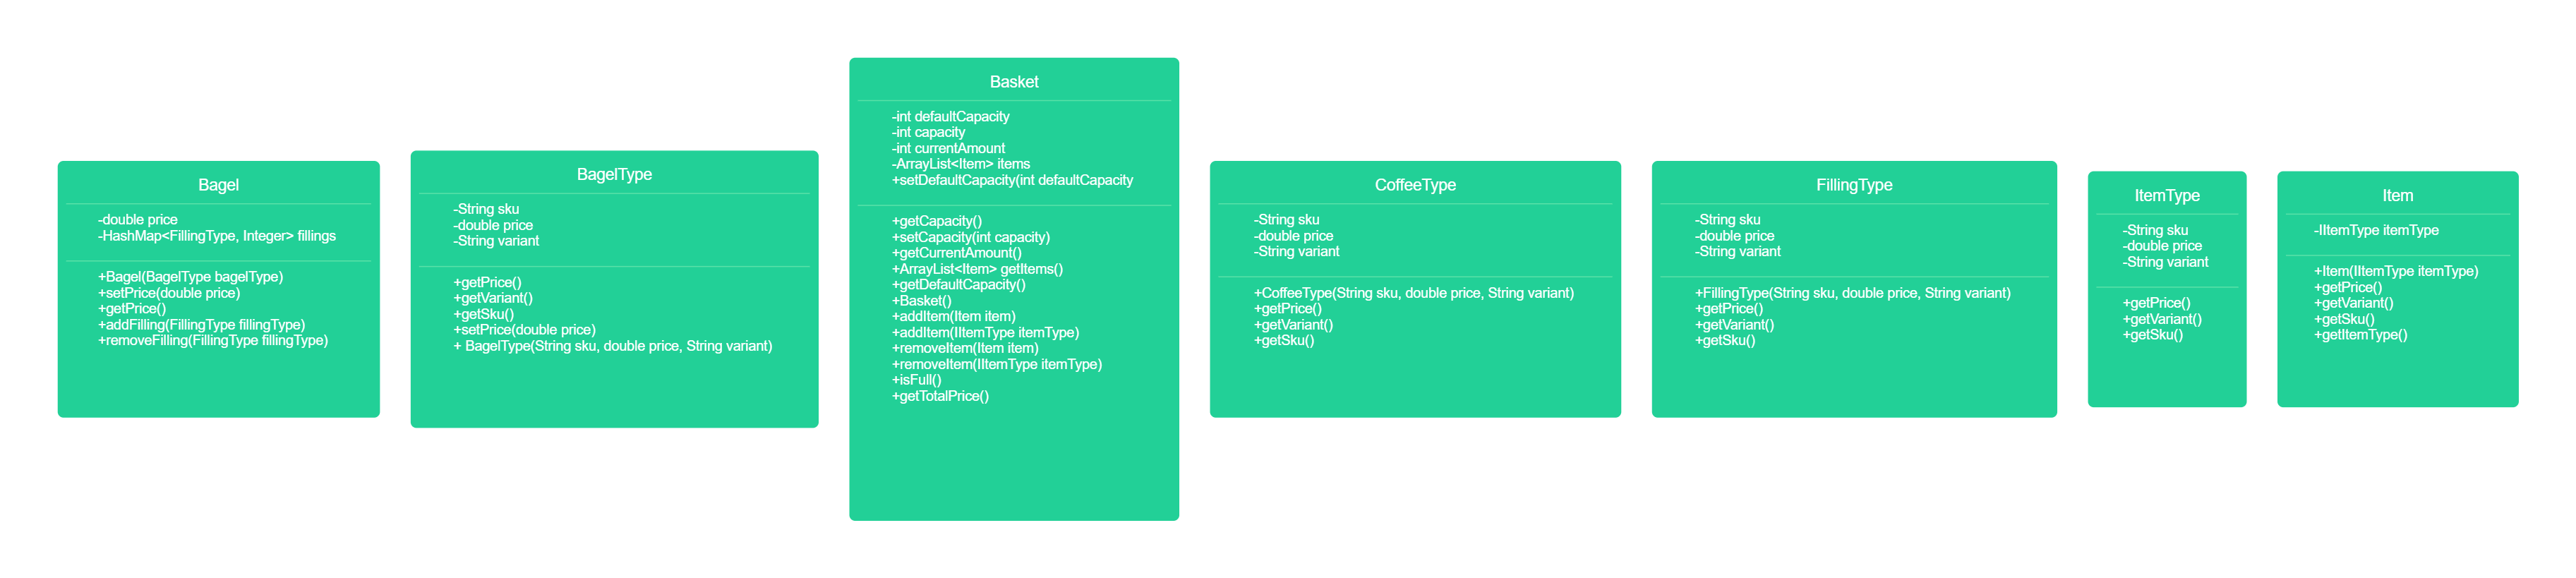 Bagel
-double price
-HashMap<FillingType, Integer> fillings
+Bagel(BagelType bagelType)
+setPrice(double price)
+getPrice()
+addFilling(FillingType fillingType)
+removeFilling(FillingType fillingType)
BagelType
-String sku
-double price
-String variant
+getPrice()
+getVariant()
+getSku()
+setPrice(double price)
+ BagelType(String sku, double price, String variant)
Basket
-int defaultCapacity
-int capacity
-int currentAmount
-ArrayList<Item> items
+setDefaultCapacity(int defaultCapacity
+getCapacity()
+setCapacity(int capacity)
+getCurrentAmount()
+ArrayList<Item> getItems()
+getDefaultCapacity()
+Basket()
+addItem(Item item)
+addItem(IItemType itemType)
+removeItem(Item item)
+removeItem(IItemType itemType)
+isFull()
+getTotalPrice()
CoffeeType
-String sku
-double price
-String variant
+CoffeeType(String sku, double price, String variant)
+getPrice()
+getVariant()
+getSku()
FillingType
-String sku
-double price
-String variant
+FillingType(String sku, double price, String variant)
+getPrice()
+getVariant()
+getSku()
ItemType
-String sku
-double price
-String variant
+getPrice()
+getVariant()
+getSku()
Item
-IItemType itemType
+Item(IItemType itemType)
+getPrice()
+getVariant()
+getSku()
+getItemType()